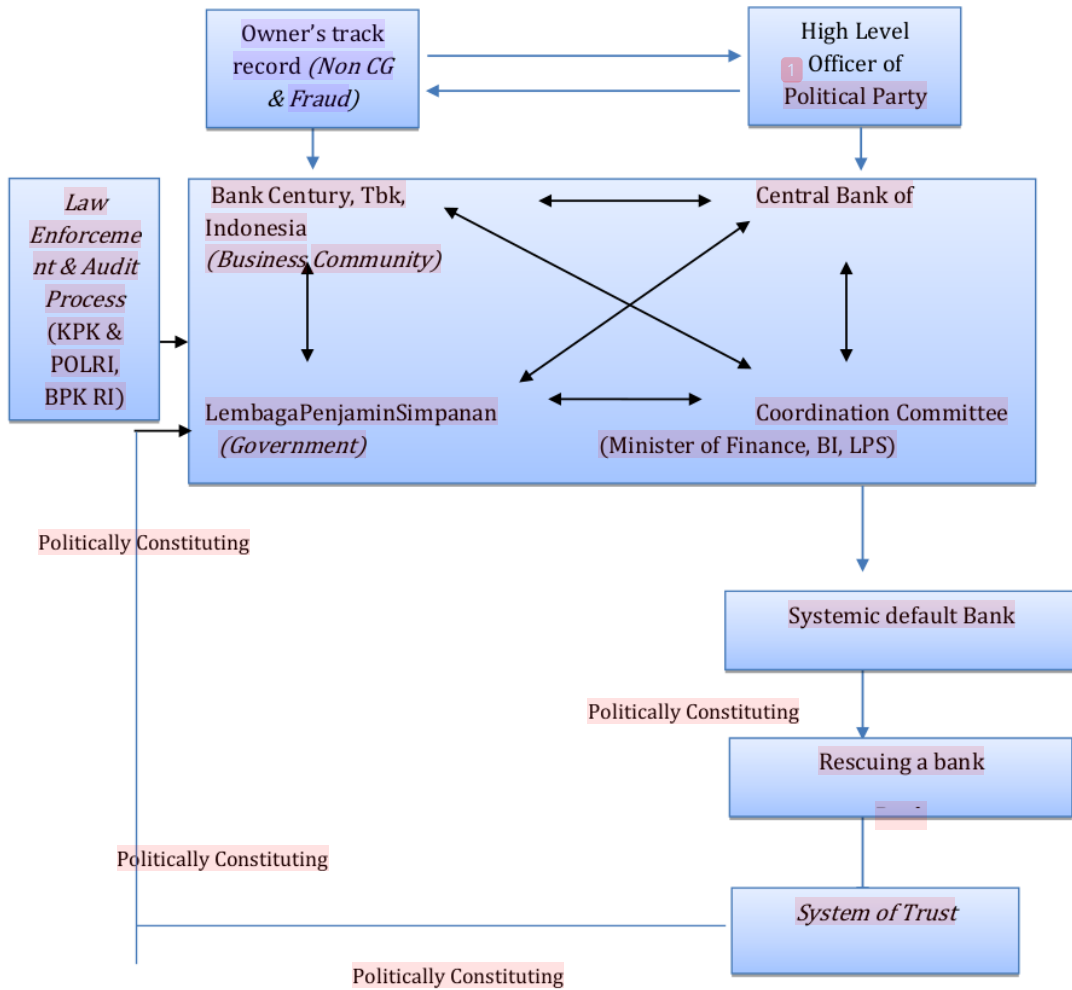 Owner’s track
record (Non CG
& Fraud)
High Level
1 Officer of
Political Party
Law
Enforceme
nt & Audit
Process
(KPK &
POLRI,
BPK RI)
Bank Century, Tbk, Central Bank of
Indonesia
(Business Community)
LembagaPenjaminSimpanan Coordination Committee
(Government) (Minister of Finance, BI, LPS)
Politically Constituting
Systemic default Bank
Politically Constituting
Rescuing a bank
Politically Constituting
System of Trust
Politically Constituting